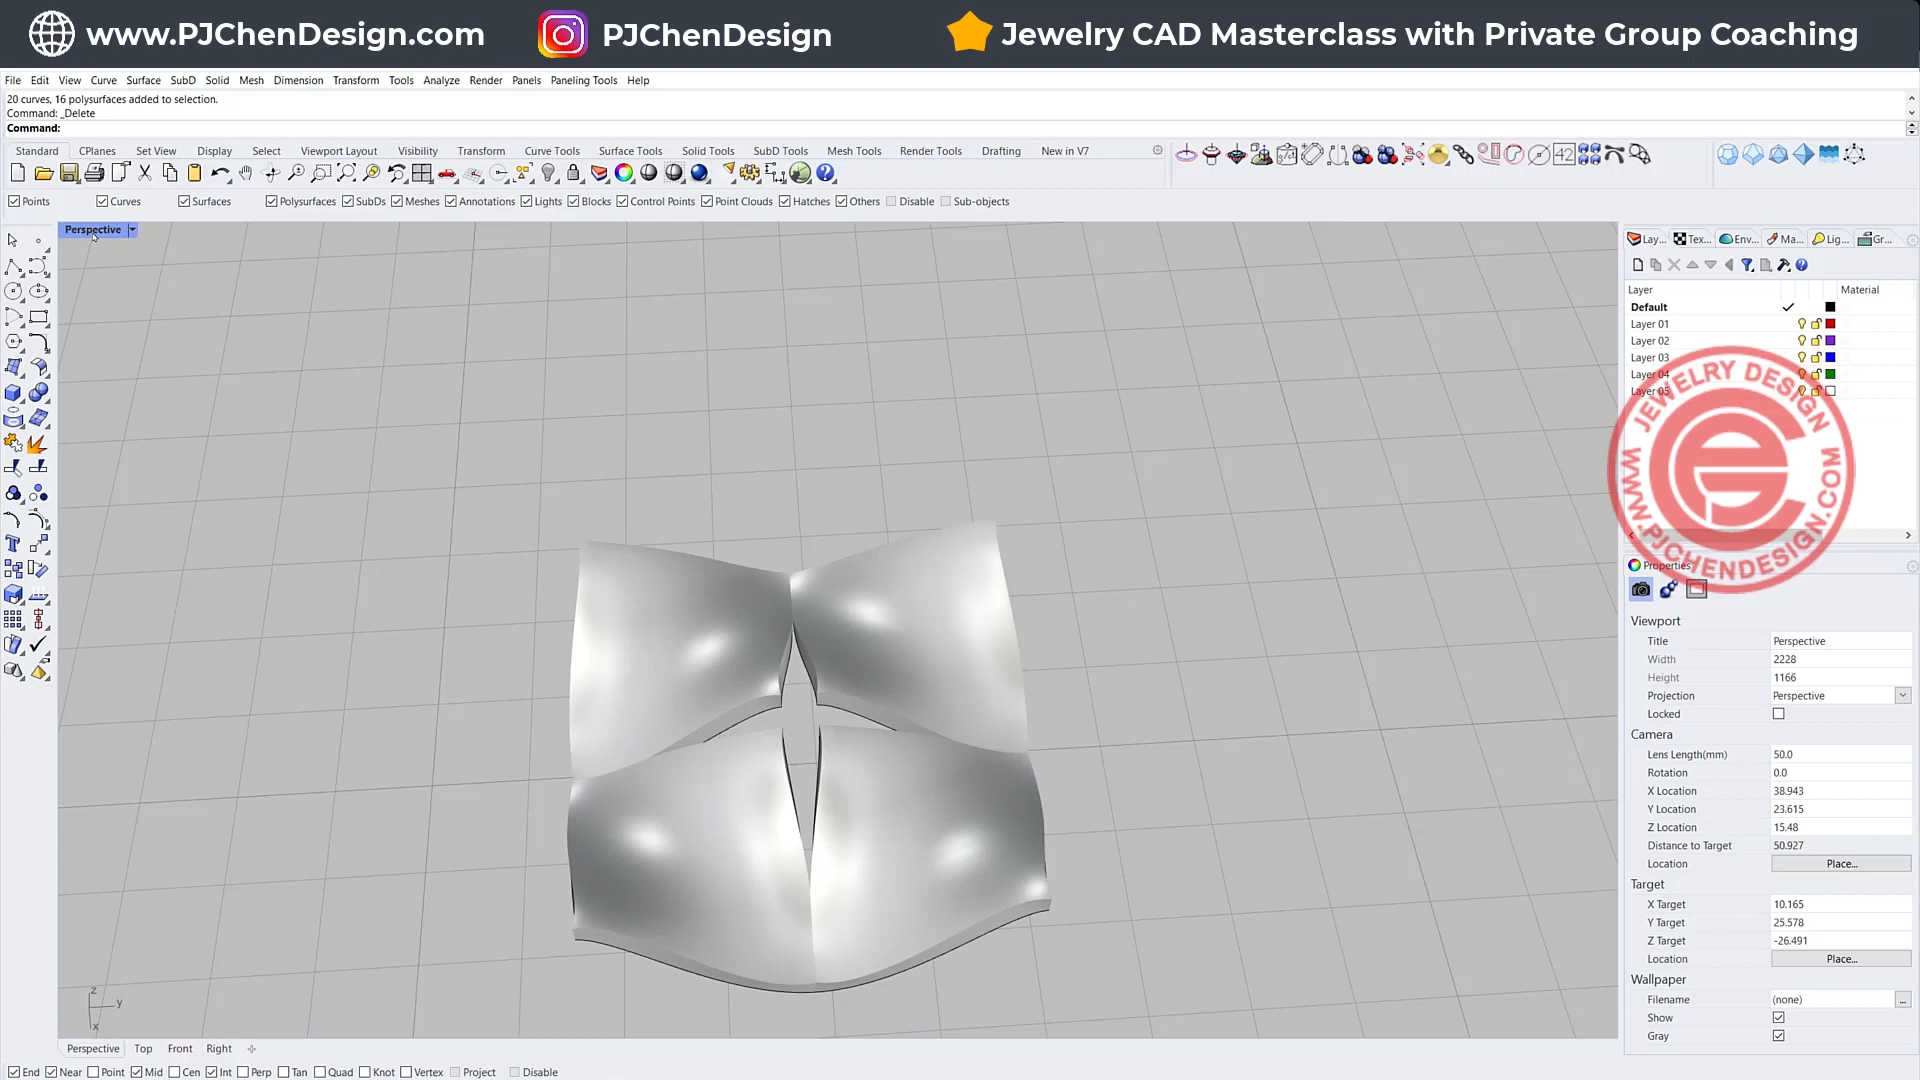 www.PJChenDesign.com PJChenDesign Jewelry CAD Masterclass with Private Group Coaching
File Edit View Curve Surface SubD Solid Mesh Dimension Transform Tools Analyze Render Panels Paneling Tools Help
20 curves, 16 polysurfaces added to selection.
Command: _Delete
Command:
Standard CPlanes Set View Display Select Viewport Layout Visibility Transform Curve Tools Surface Tools Solid Tools SubD Tools Mesh Tools Render Tools Drafting New in V7
Points Curves Surfaces Polysurfaces SubDs Meshes Annotations Lights Blocks Control Points Point Clouds Hatches Others Disable Sub-objects
Perspective
Lay... Tex... Env... Ma... Lig... Gr...
Layer Material
Default
Layer 01
Layer 02
Layer 03
Layer 04
Layer 05
JEWELRY DESIGN
WWW.PJCHENDESIGN.COM
Properties
Viewport
Title Perspective
Width 2228
Height 1166
Projection Perspective
Locked
Camera
Lens Length(mm) 50.0
Rotation 0.0
X Location 38.943
Y Location 23.615
Z Location 15.48
Distance to Target 50.927
Location Place...
Target
X Target 10.165
Y Target 25.578
Z Target -26.491
Location Place...
Wallpaper
Filename (none) ...
Show
Gray
z
y
x
Perspective Top Front Right
End Near Point Mid Cen Int Perp Tan Quad Knot Vertex Project Disable